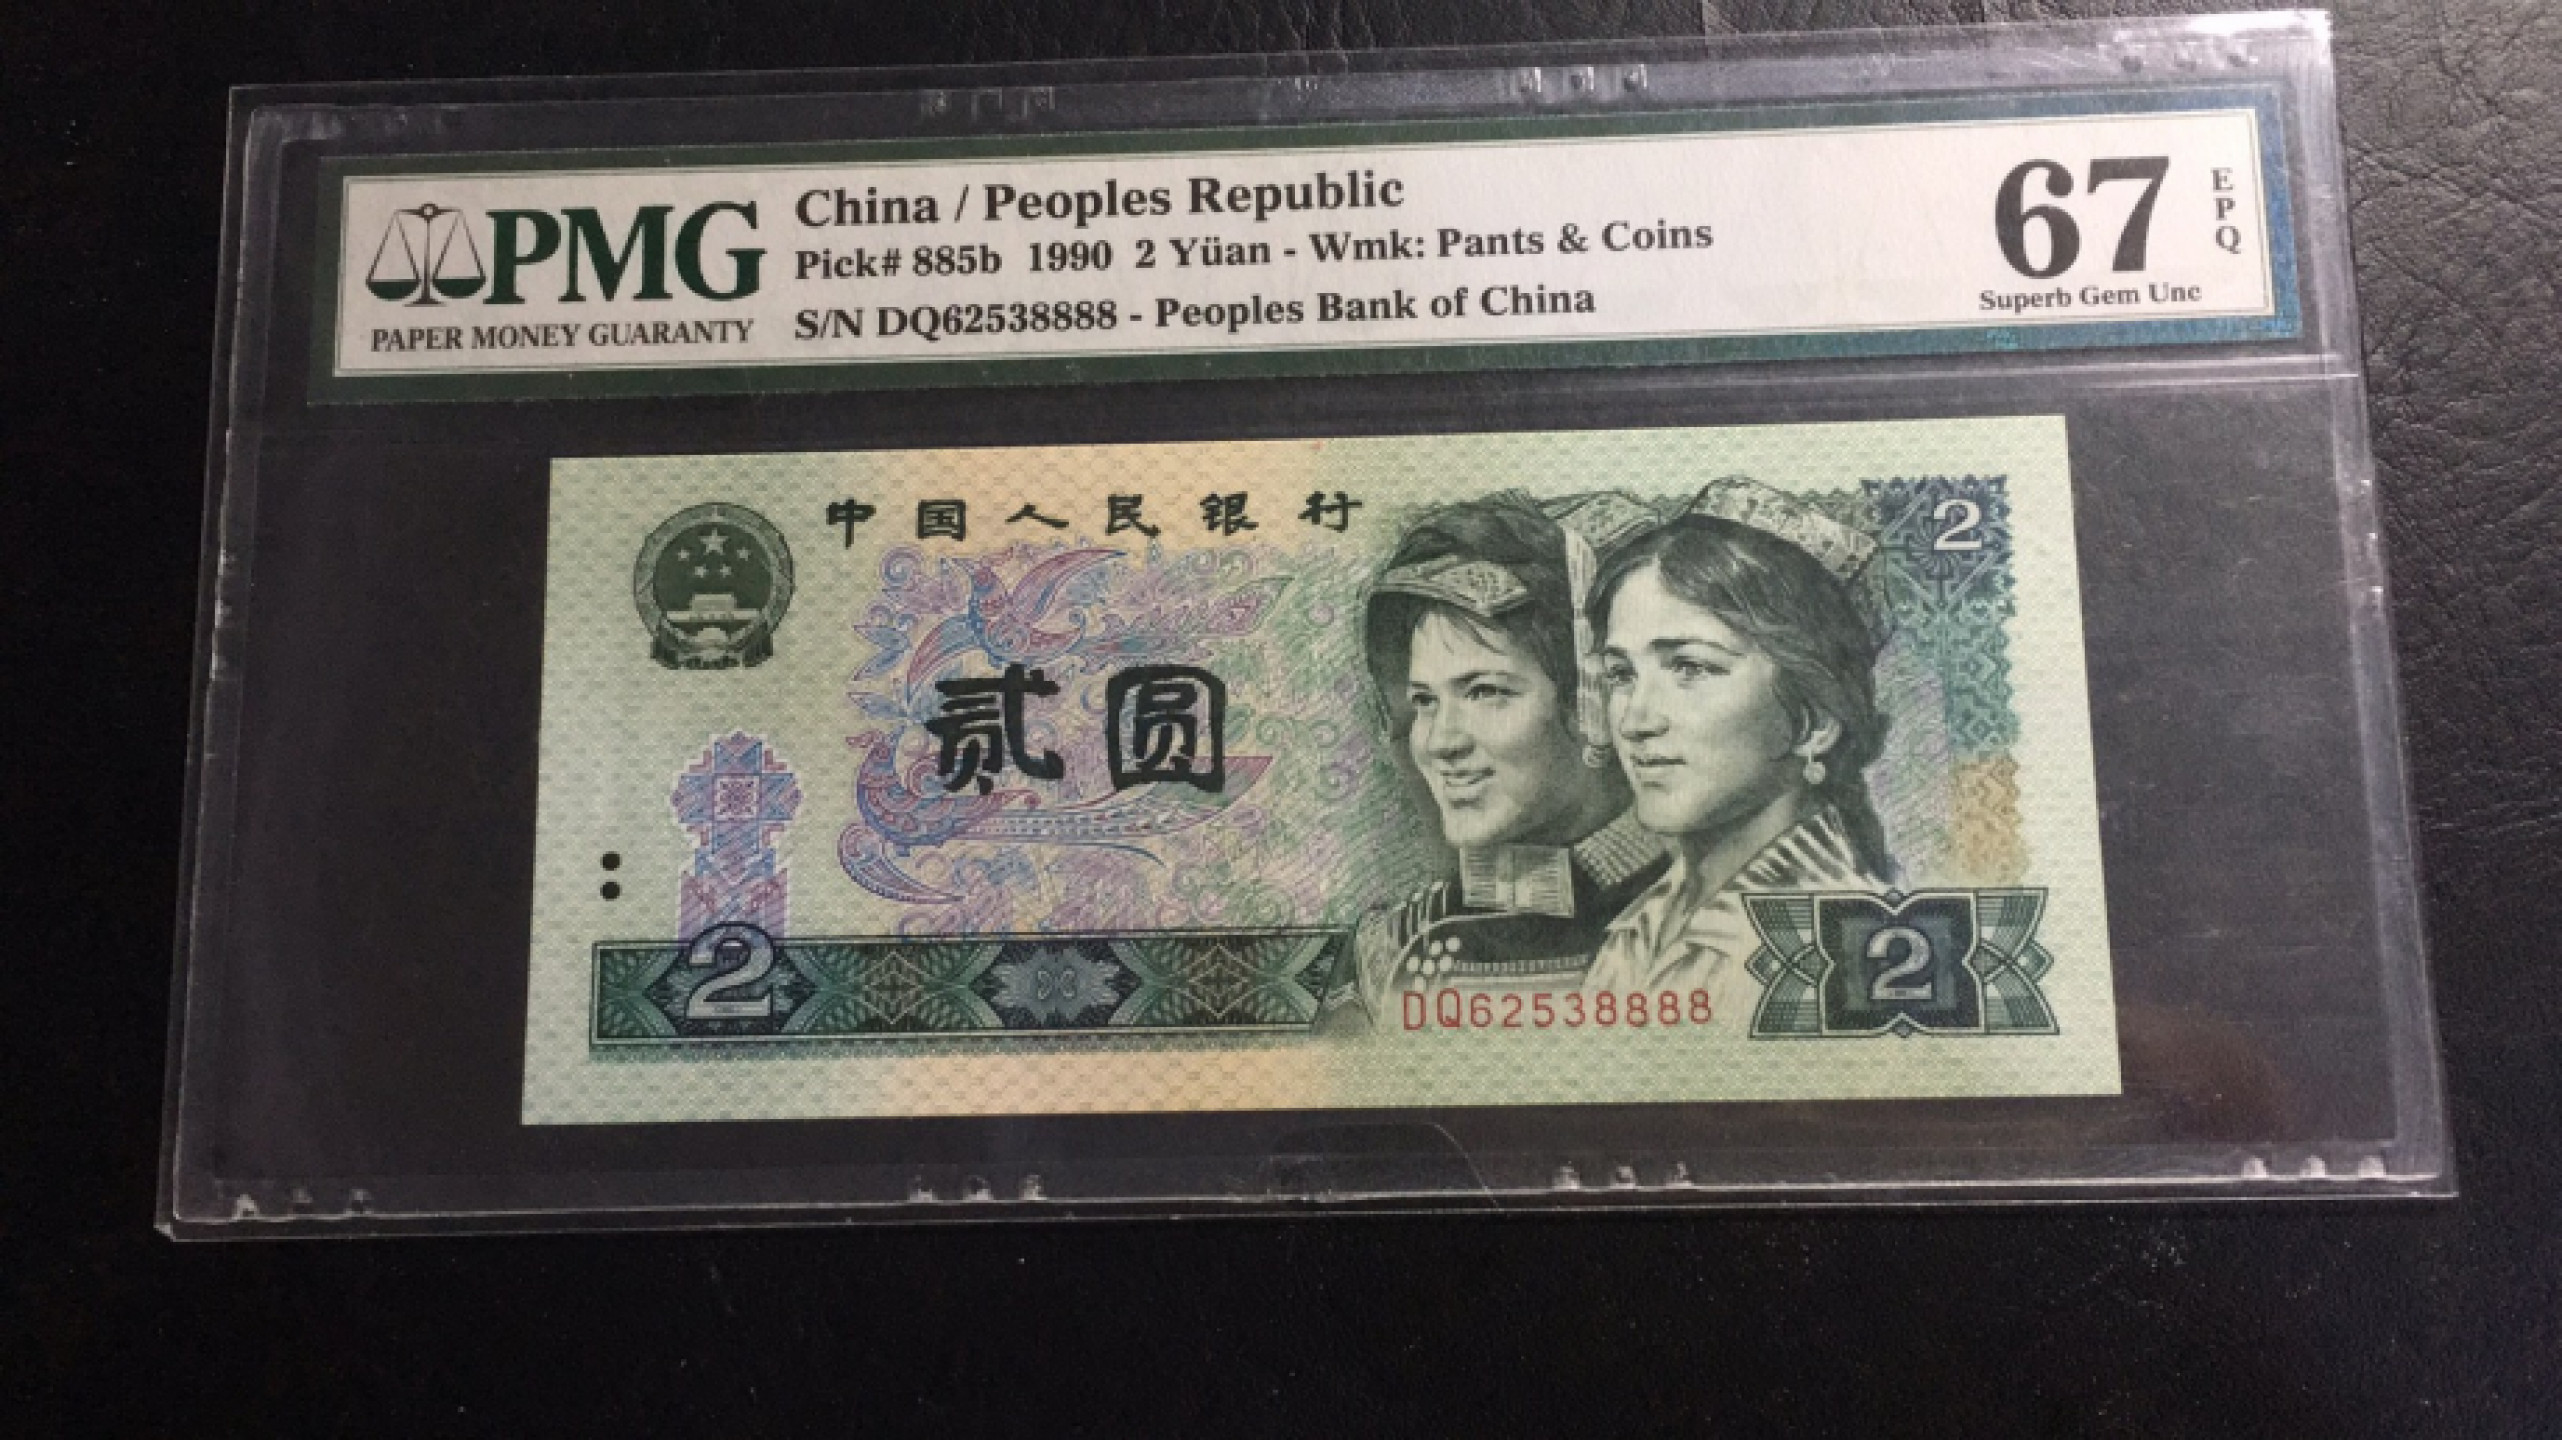 PMG
PAPER MONEY GUARANTY
China / Peoples Republic
Pick# 885b 1990 2 Yüan - Wmk: Pants & Coins
S/N DQ62538888 - Peoples Bank of China
67
EPQ
Superb Gem Unc
中国人民银行
2
贰圆
2
DQ62538888
2